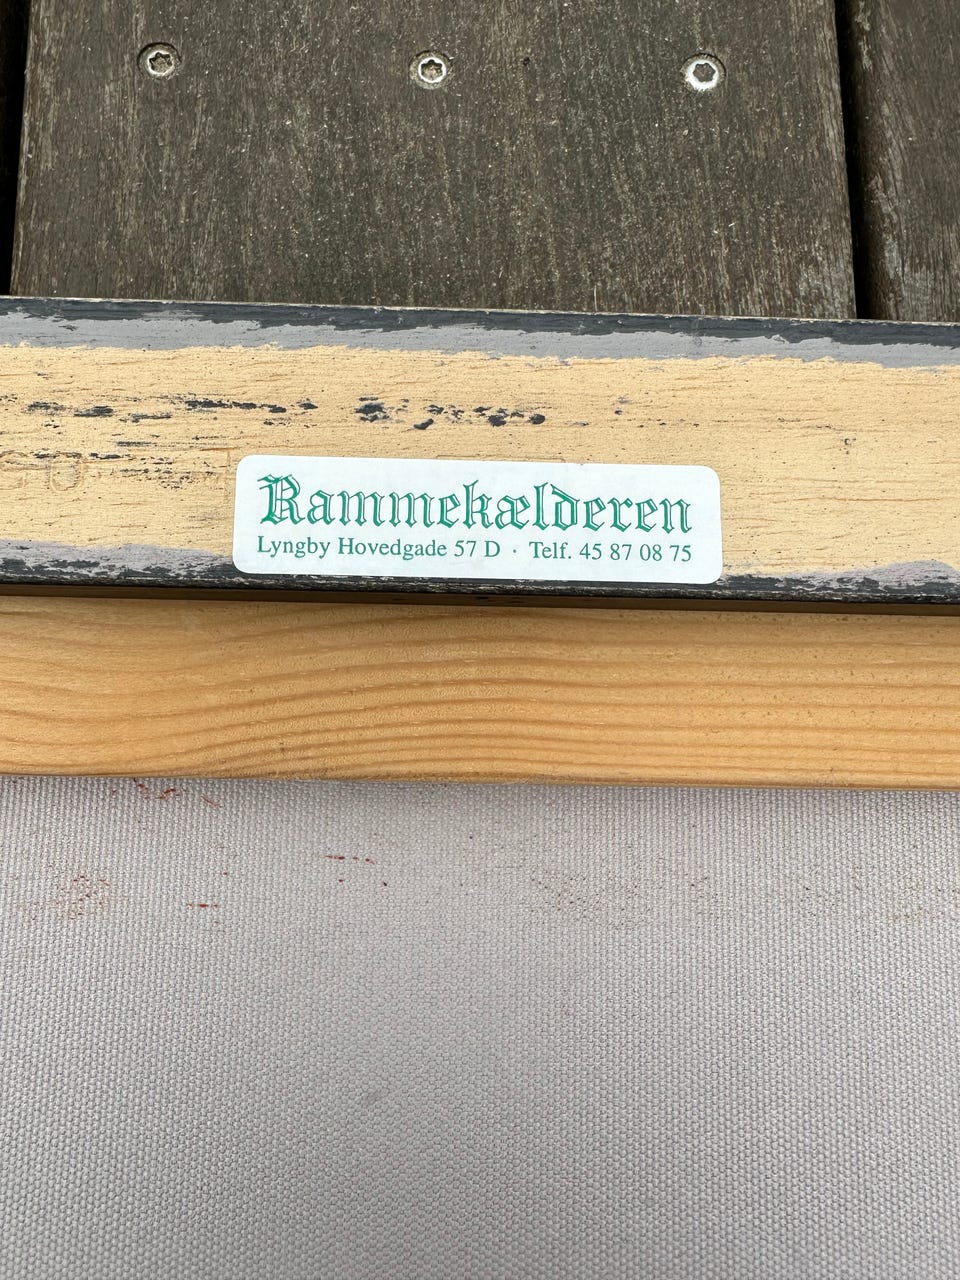 Rammekælderen
Lyngby Hovedgade 57 D · Telf. 45 87 08 75